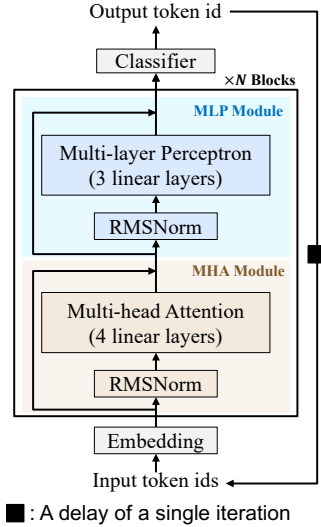 Output token id
Classifier
×N Blocks
MLP Module
Multi-layer Perceptron
(3 linear layers)
RMSNorm
MHA Module
Multi-head Attention
(4 linear layers)
RMSNorm
Embedding
Input token ids
: A delay of a single iteration